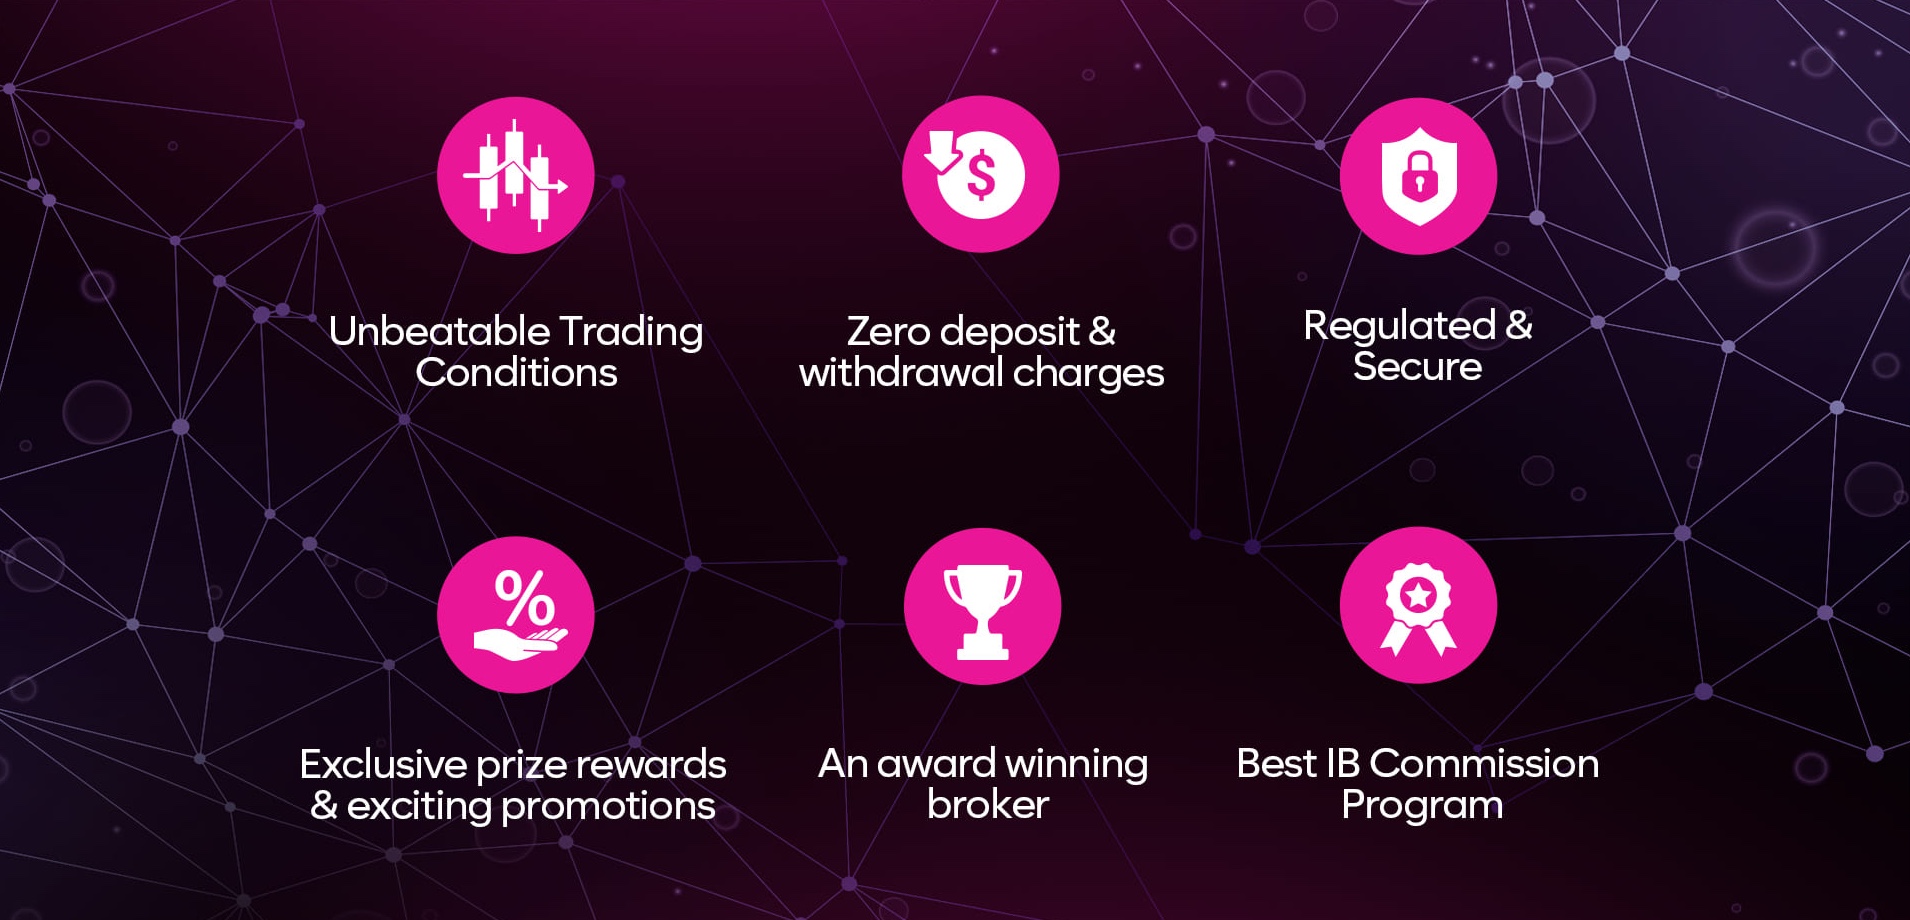 Unbeatable Trading
Conditions
Zero deposit &
withdrawal charges
Regulated &
Secure
Exclusive prize rewards
& exciting promotions
An award winning
broker
Best IB Commission
Program